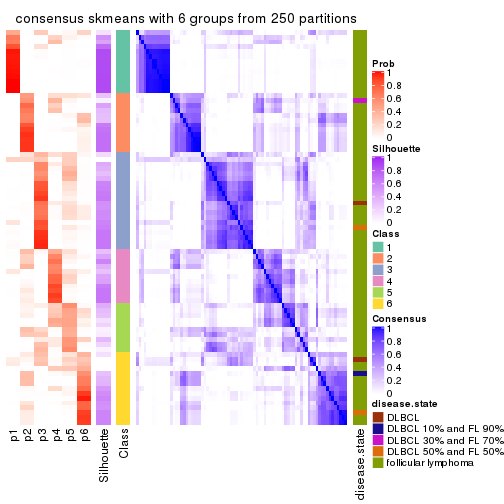 consensus skmeans with 6 groups from 250 partitions
Prob
1
0.8
0.6
0.4
0.2
0
Silhouette
1
0.8
0.6
0.4
0.2
0
Class
1
2
3
4
5
6
Consensus
1
0.8
0.6
0.4
0.2
0
disease.state
DLBCL
DLBCL 10% and FL 90%
DLBCL 30% and FL 70%
DLBCL 50% and FL 50%
follicular lymphoma
p1
p2
p3
p4
p5
p6
Silhouette
Class
disease.state